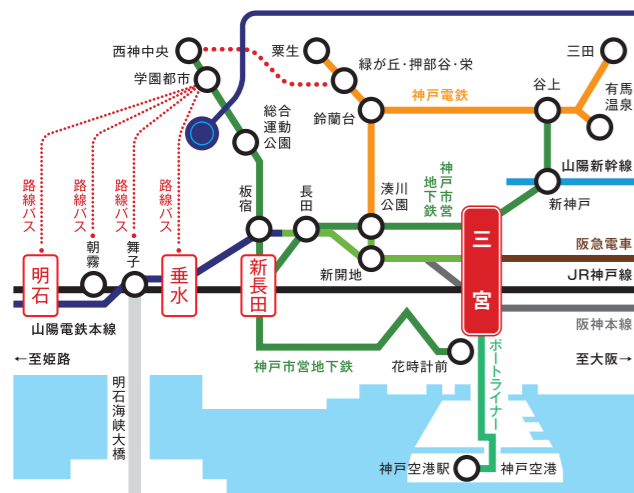 西神中央
粟生
三田
緑が丘・押部谷・栄
学園都市
谷上
有馬
温泉
神戸電鉄
総合
運動
公園
鈴蘭台
山陽新幹線
神戸市営
地下鉄
新神戸
板宿
長田
湊川
公園
路線バス
路線バス
路線バス
路線バス
三宮
阪急電車
朝霧
舞子
明石
垂水
新長田
新開地
JR神戸線
山陽電鉄本線
阪神本線
←至姫路
神戸市営地下鉄
花時計前
至大阪→
ポートライナー
明石海峡大橋
神戸空港駅
神戸空港